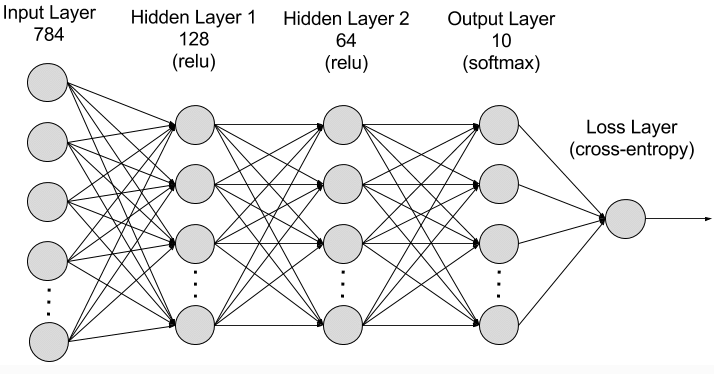 Input Layer
784
Hidden Layer 1
128
(relu)
Hidden Layer 2
64
(relu)
Output Layer
10
(softmax)
Loss Layer
(cross-entropy)